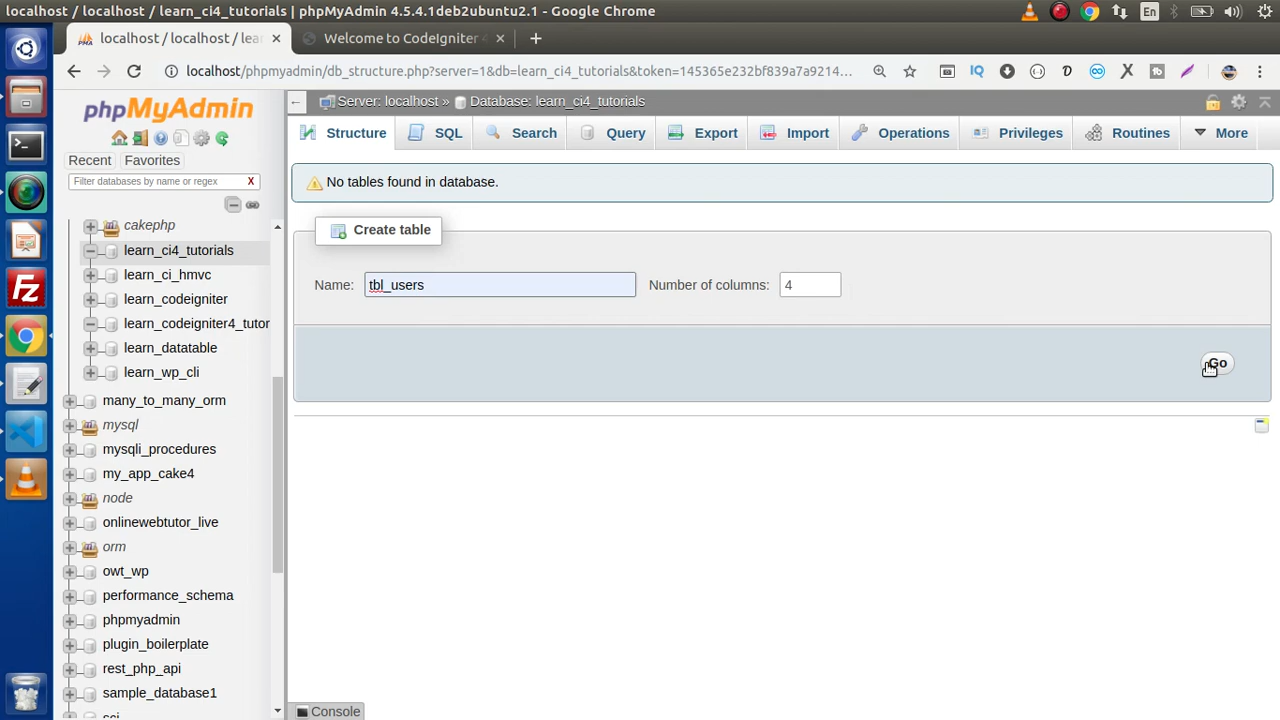 localhost / localhost / learn_ci4_tutorials | phpMyAdmin 4.5.4.1deb2ubuntu2.1 - Google Chrome
En
localhost / localhost / lear
Welcome to CodeIgniter 4
localhost/phpmyadmin/db_structure.php?server=1&db=learn_ci4_tutorials&token=145365e232bf839a7a9214...
phpMyAdmin
Recent
Favorites
Filter databases by name or regex
X
cakephp
learn_ci4_tutorials
learn_ci_hmvc
learn_codeigniter
learn_codeigniter4_tutor
learn_datatable
learn_wp_cli
many_to_many_orm
mysql
mysqli_procedures
my_app_cake4
node
onlinewebtutor_live
orm
owt_wp
performance_schema
phpmyadmin
plugin_boilerplate
rest_php_api
sample_database1
Server: localhost » Database: learn_ci4_tutorials
Structure
SQL
Search
Query
Export
Import
Operations
Privileges
Routines
More
No tables found in database.
Create table
Name: tbl_users Number of columns: 4
Go
Console